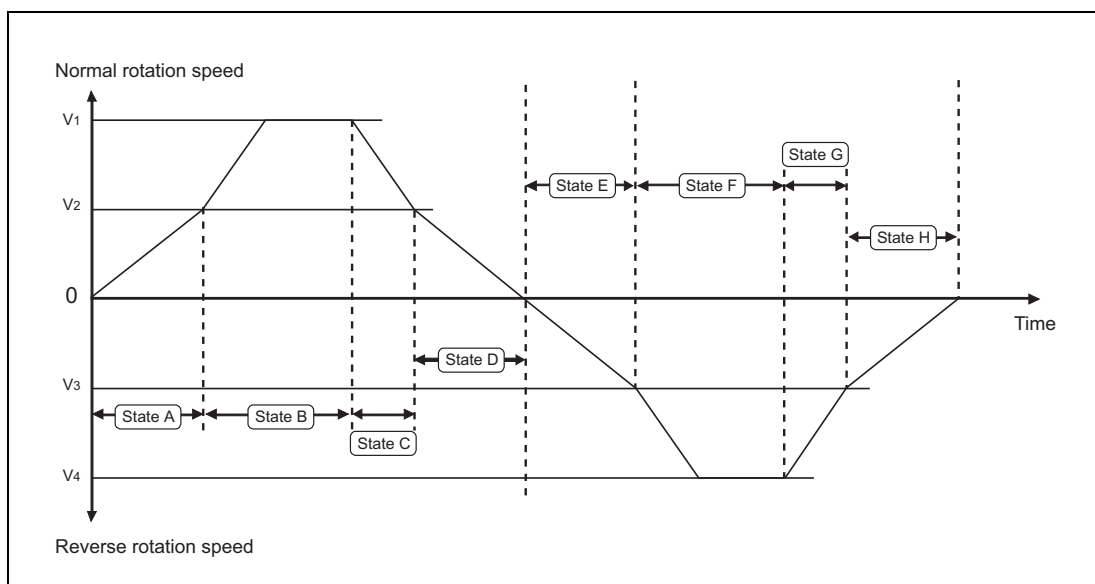 Normal rotation speed
V1
State G
State E
State F
V2
State H
0
Time
State D
V3
State A
State B
State C
V4
Reverse rotation speed